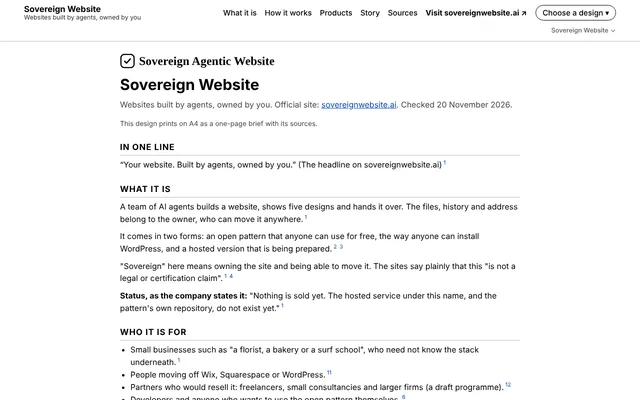 Sovereign Website
Websites built by agents, owned by you
What it is How it works Products Story Sources Visit sovereignwebsite.ai ↗ Choose a design ▾
Sovereign Website
Sovereign Agentic Website
Sovereign Website
Websites built by agents, owned by you. Official site: sovereignwebsite.ai. Checked 20 November 2026.
This design prints on A4 as a one-page brief with its sources.
IN ONE LINE
“Your website. Built by agents, owned by you.” (The headline on sovereignwebsite.ai) 1
WHAT IT IS
A team of AI agents builds a website, shows five designs and hands it over. The files, history and address
belong to the owner, who can move it anywhere. 1
It comes in two forms: an open pattern that anyone can use for free, the way anyone can install
WordPress, and a hosted version that is being prepared. 2 3
"Sovereign" here means owning the site and being able to move it. The sites say plainly that this "is not a
legal or certification claim". 1 4
Status, as the company states it: "Nothing is sold yet. The hosted service under this name, and the
pattern's own repository, do not exist yet." 1
WHO IT IS FOR
• Small businesses such as "a florist, a bakery or a surf school", who need not know the stack
underneath. 1
• People moving off Wix, Squarespace or WordPress. 11
• Partners who would resell it: freelancers, small consultancies and larger firms (a draft programme). 12
• Developers and anyone who wants to use the open pattern themselves. 6